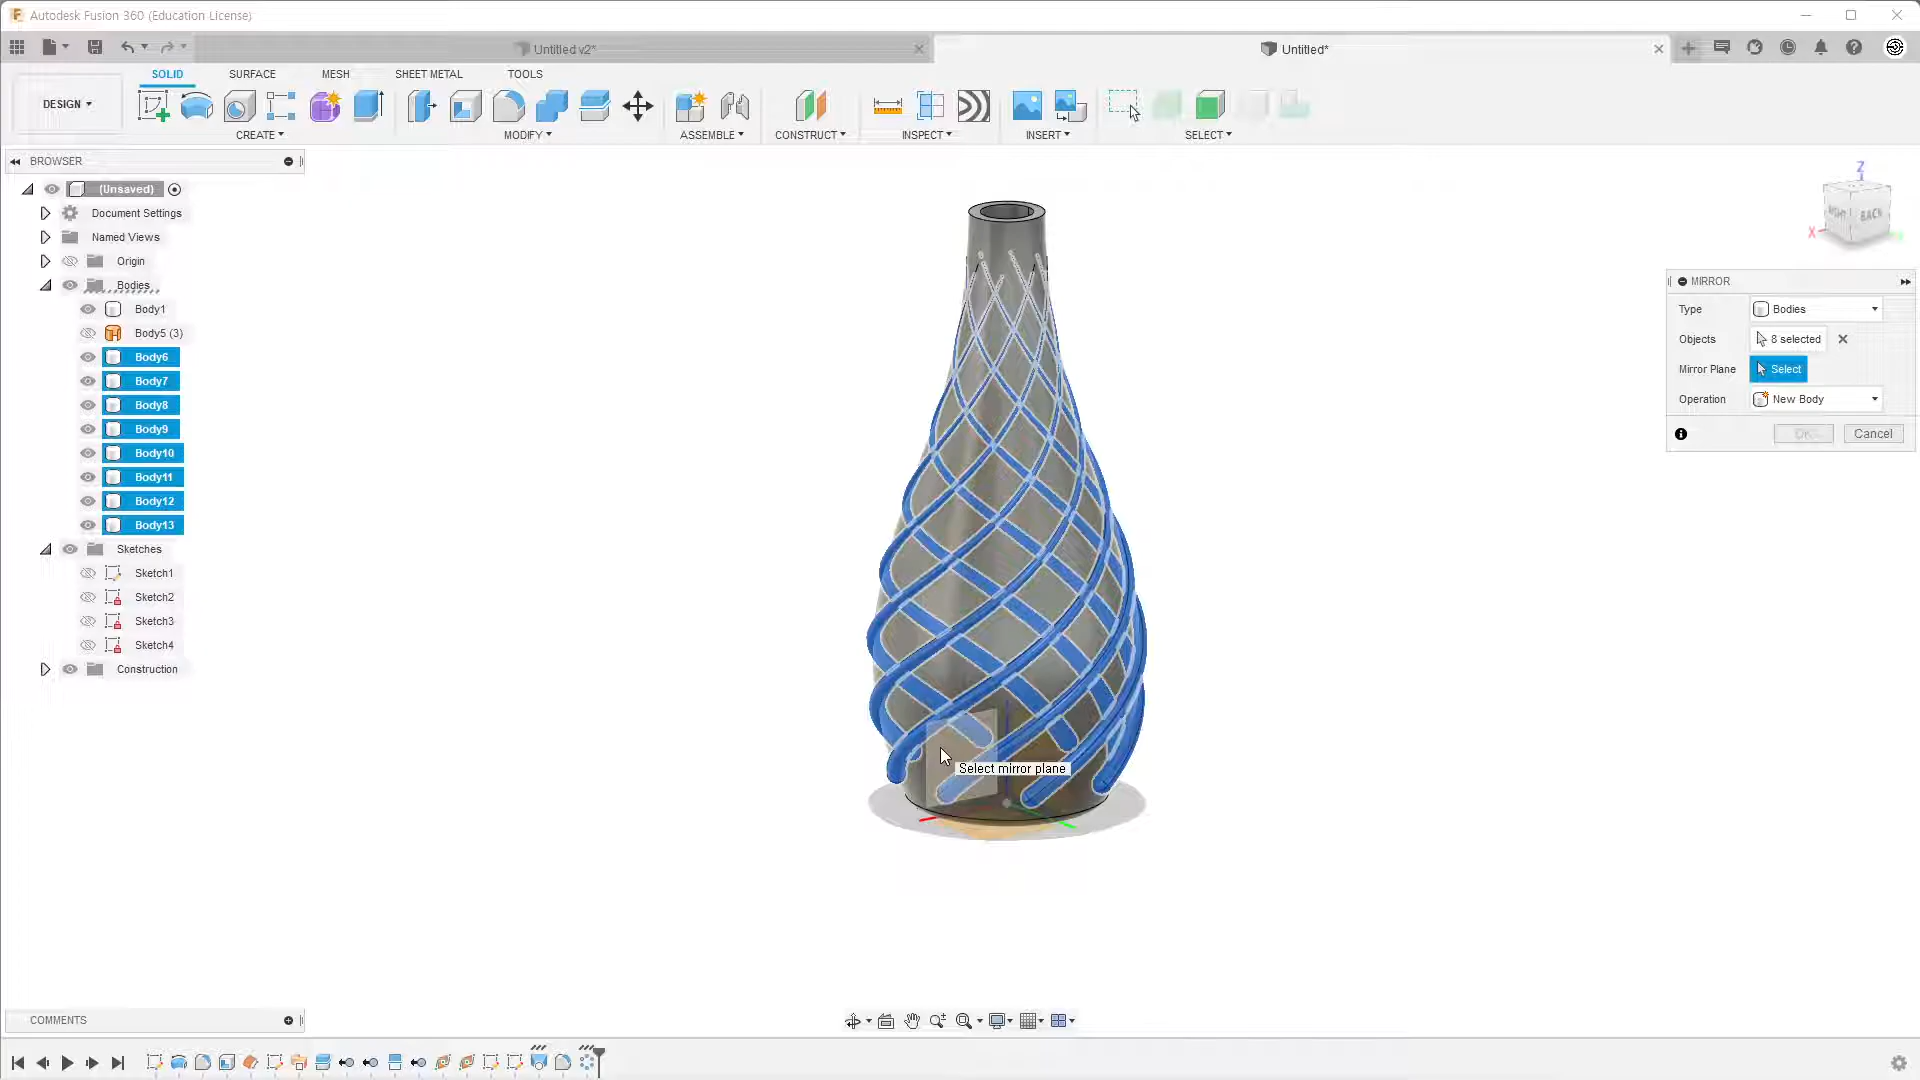 Autodesk Fusion 360 (Education License)
Untitled v2*
Untitled*
SOLID
SURFACE
MESH
SHEET METAL
TOOLS
DESIGN
CREATE
MODIFY
ASSEMBLE
CONSTRUCT
INSPECT
INSERT
SELECT
BROWSER
(Unsaved)
Document Settings
Named Views
Origin
Bodies
Body1
Body5 (3)
Body6
Body7
Body8
Body9
Body10
Body11
Body12
Body13
Sketches
Sketch1
Sketch2
Sketch3
Sketch4
Construction
Z
RIGHT
BACK
X
MIRROR
Type
Bodies
Objects
8 selected
Mirror Plane
Select
Operation
New Body
OK
Cancel
Select mirror plane
COMMENTS